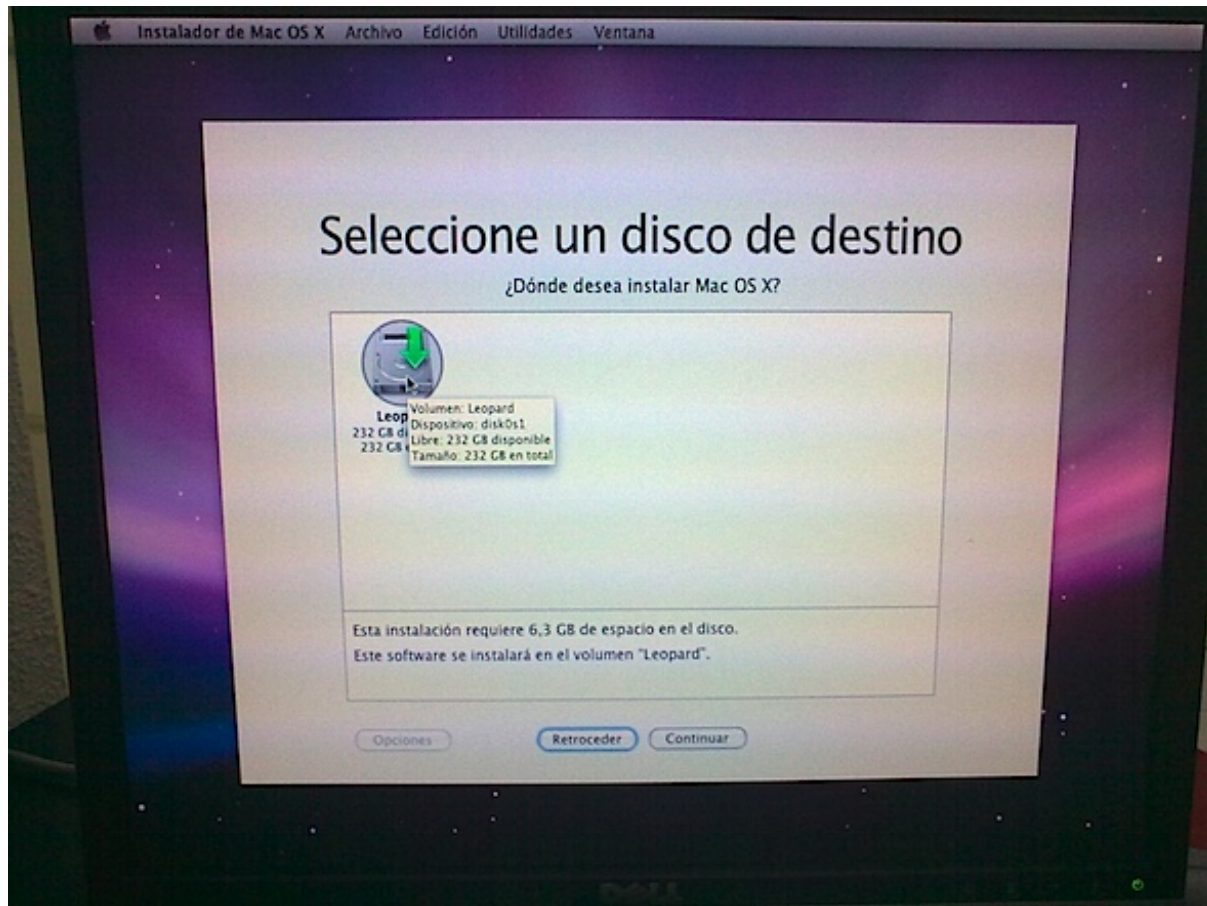 Instalador de Mac OS X Archivo Edición Utilidades Ventana
Seleccione un disco de destino
¿Dónde desea instalar Mac OS X?
Leop
232 GB di
232 GB
Volumen: Leopard
Dispositivo: disk0s1
Libre: 232 GB disponible
Tamaño: 232 GB en total
Esta instalación requiere 6,3 GB de espacio en el disco.
Este software se instalará en el volumen "Leopard".
Opciones Retroceder Continuar
DELL